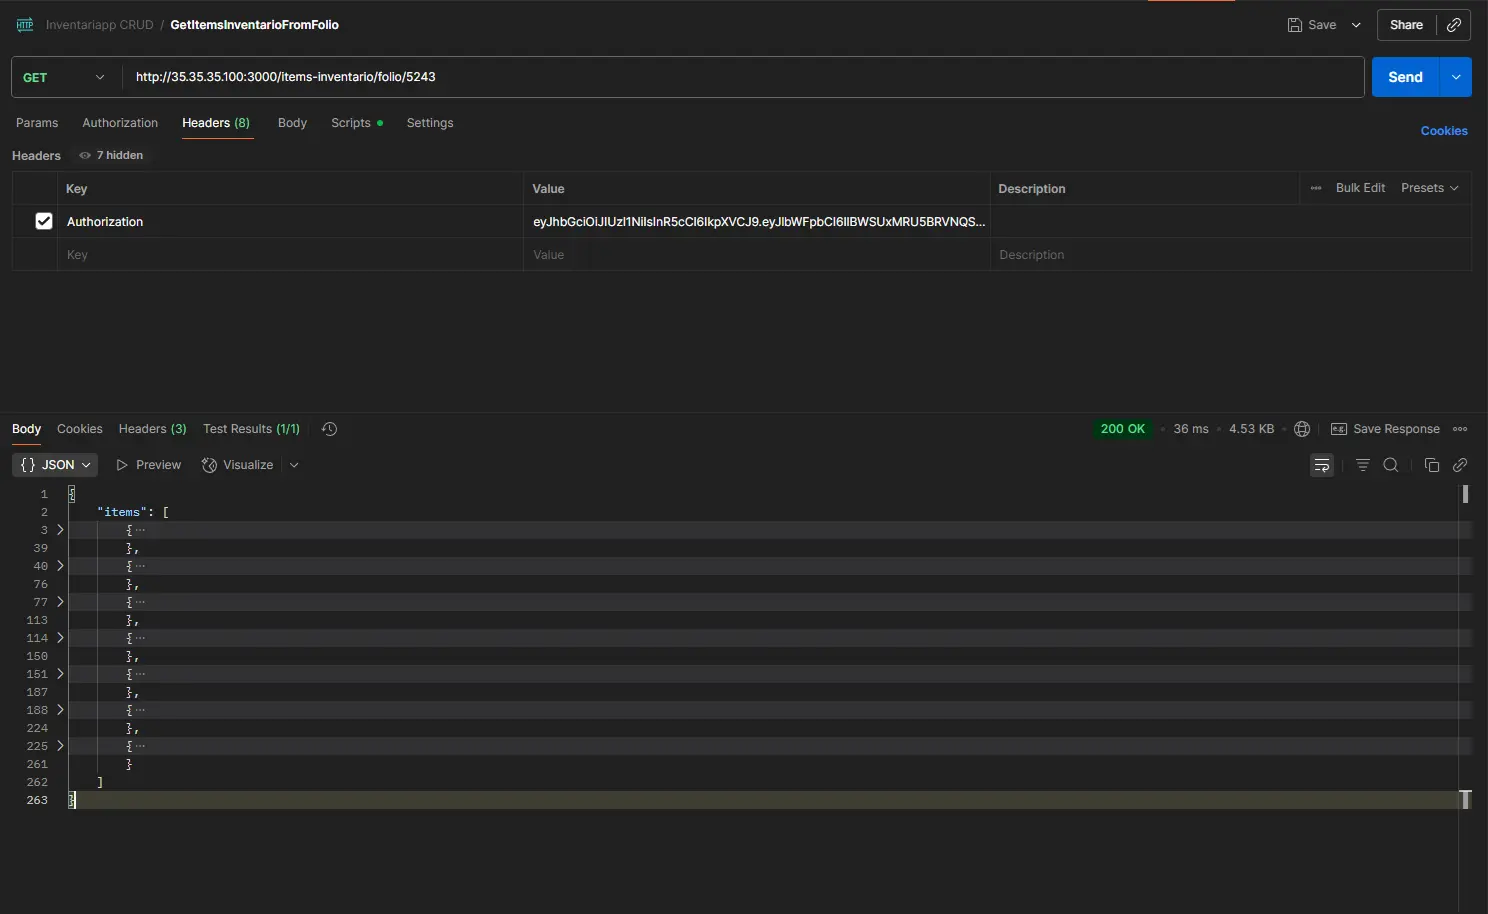 HTTP Inventariapp CRUD / GetItemsInventarioFromFolio Save Share
GET http://35.35.35.100:3000/items-inventario/folio/5243 Send
Params Authorization Headers (8) Body Scripts Settings Cookies
Headers 7 hidden
Key Value Description Bulk Edit Presets
Authorization eyJhbGciOiJIUzI1NiIsInR5cCI6IkpXVCJ9.eyJlbWFpbCI6IlBWSUxMRU5BRVNQS...
Key Value Description
Body Cookies Headers (3) Test Results (1/1) 200 OK 36 ms 4.53 KB Save Response
{} JSON Preview Visualize
1 {
2 "items": [
3 { ...
39 },
40 { ...
76 },
77 { ...
113 },
114 { ...
150 },
151 { ...
187 },
188 { ...
224 },
225 { ...
261 }
262 ]
263 }